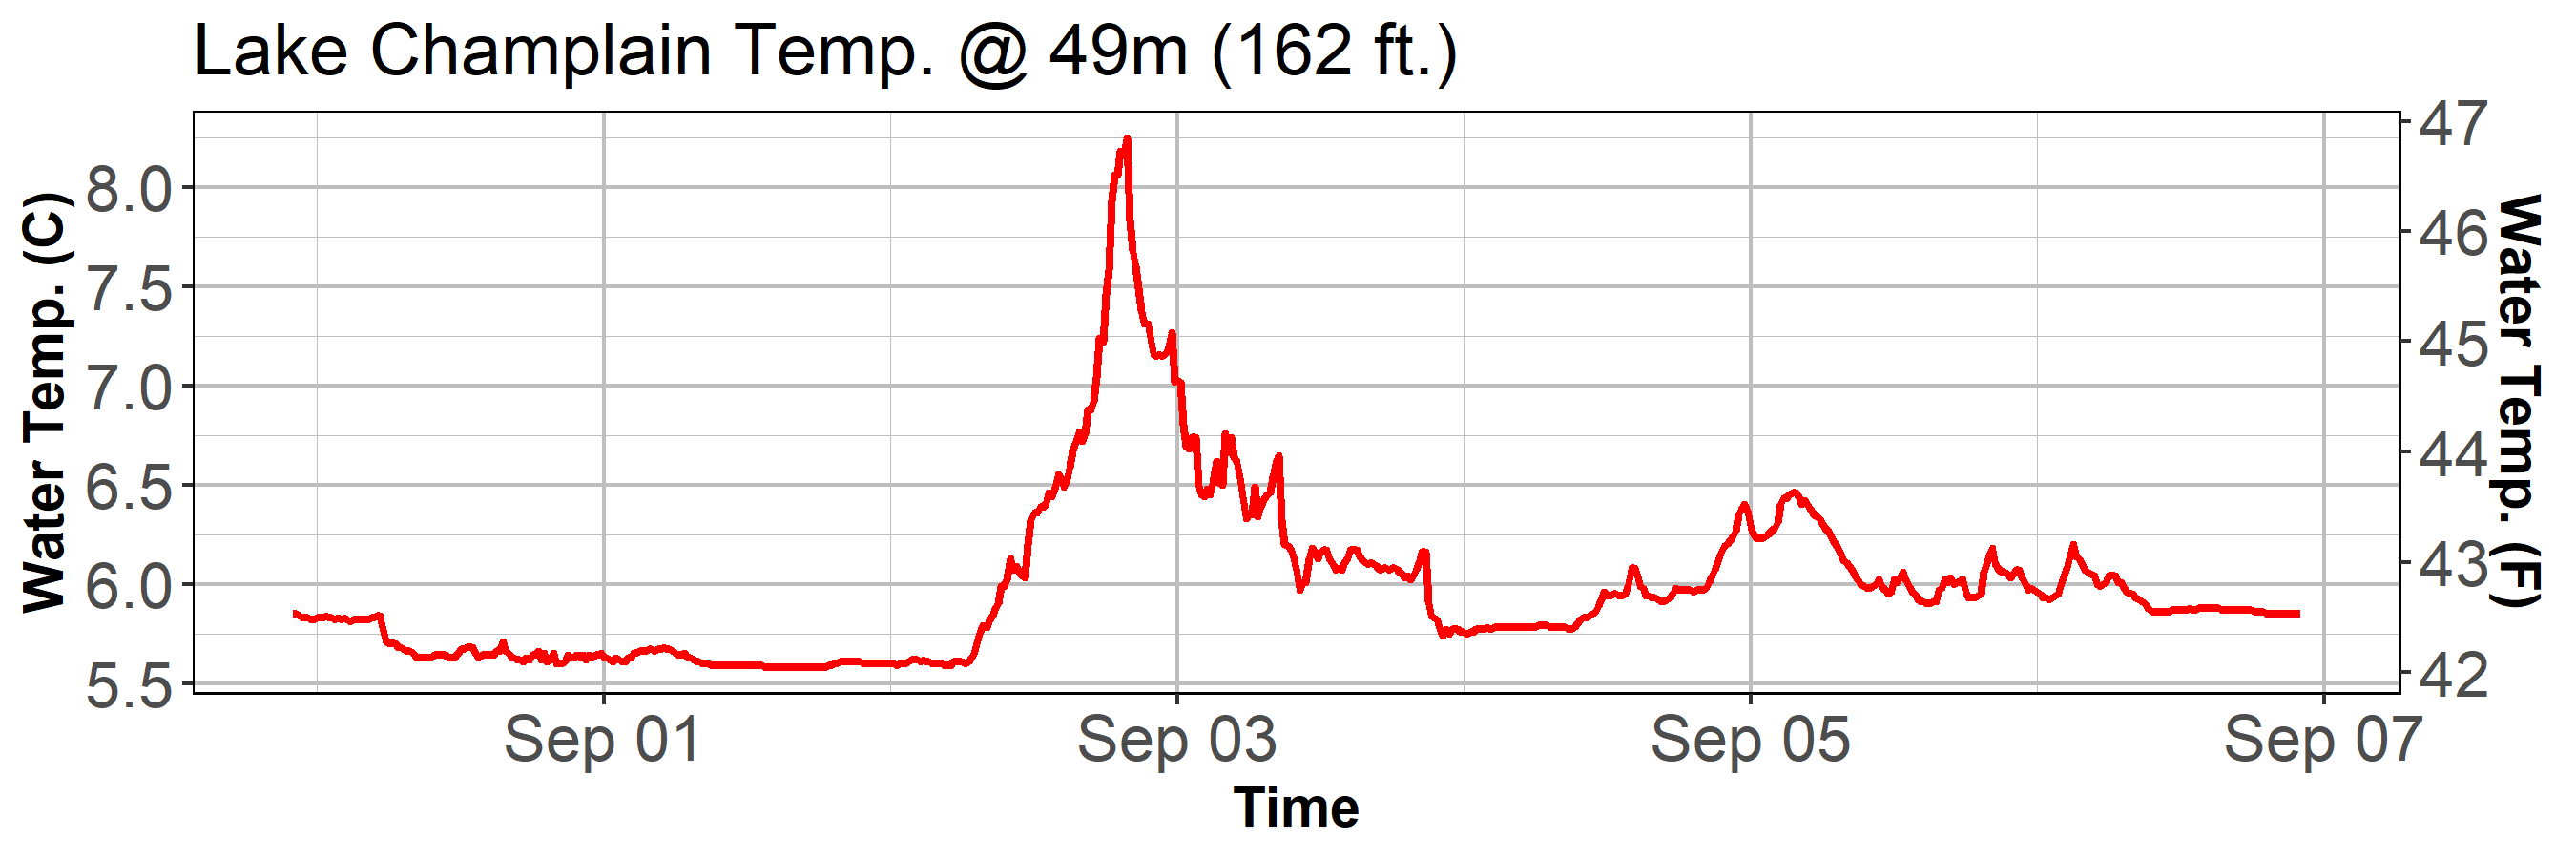 Lake Champlain Temp. @ 49m (162 ft.)
Water Temp. (C)
8.0
7.5
7.0
6.5
6.0
5.5
47
46
45
44
43
42
Water Temp. (F)
Sep 01 Sep 03 Sep 05 Sep 07
Time